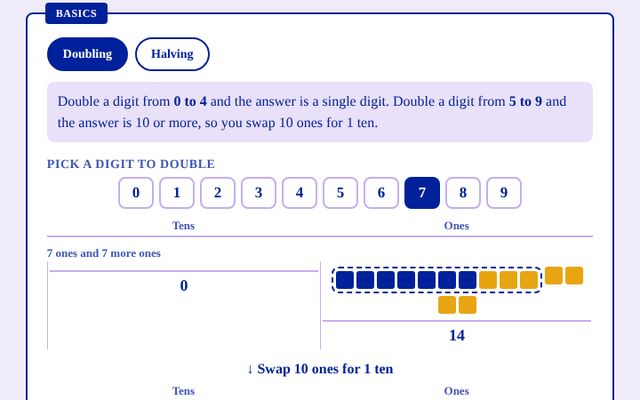 BASICS
Doubling Halving
Double a digit from 0 to 4 and the answer is a single digit. Double a digit from 5 to 9 and
the answer is 10 or more, so you swap 10 ones for 1 ten.
PICK A DIGIT TO DOUBLE
0 1 2 3 4 5 6 7 8 9
Tens Ones
7 ones and 7 more ones
0
14
↓ Swap 10 ones for 1 ten
Tens Ones